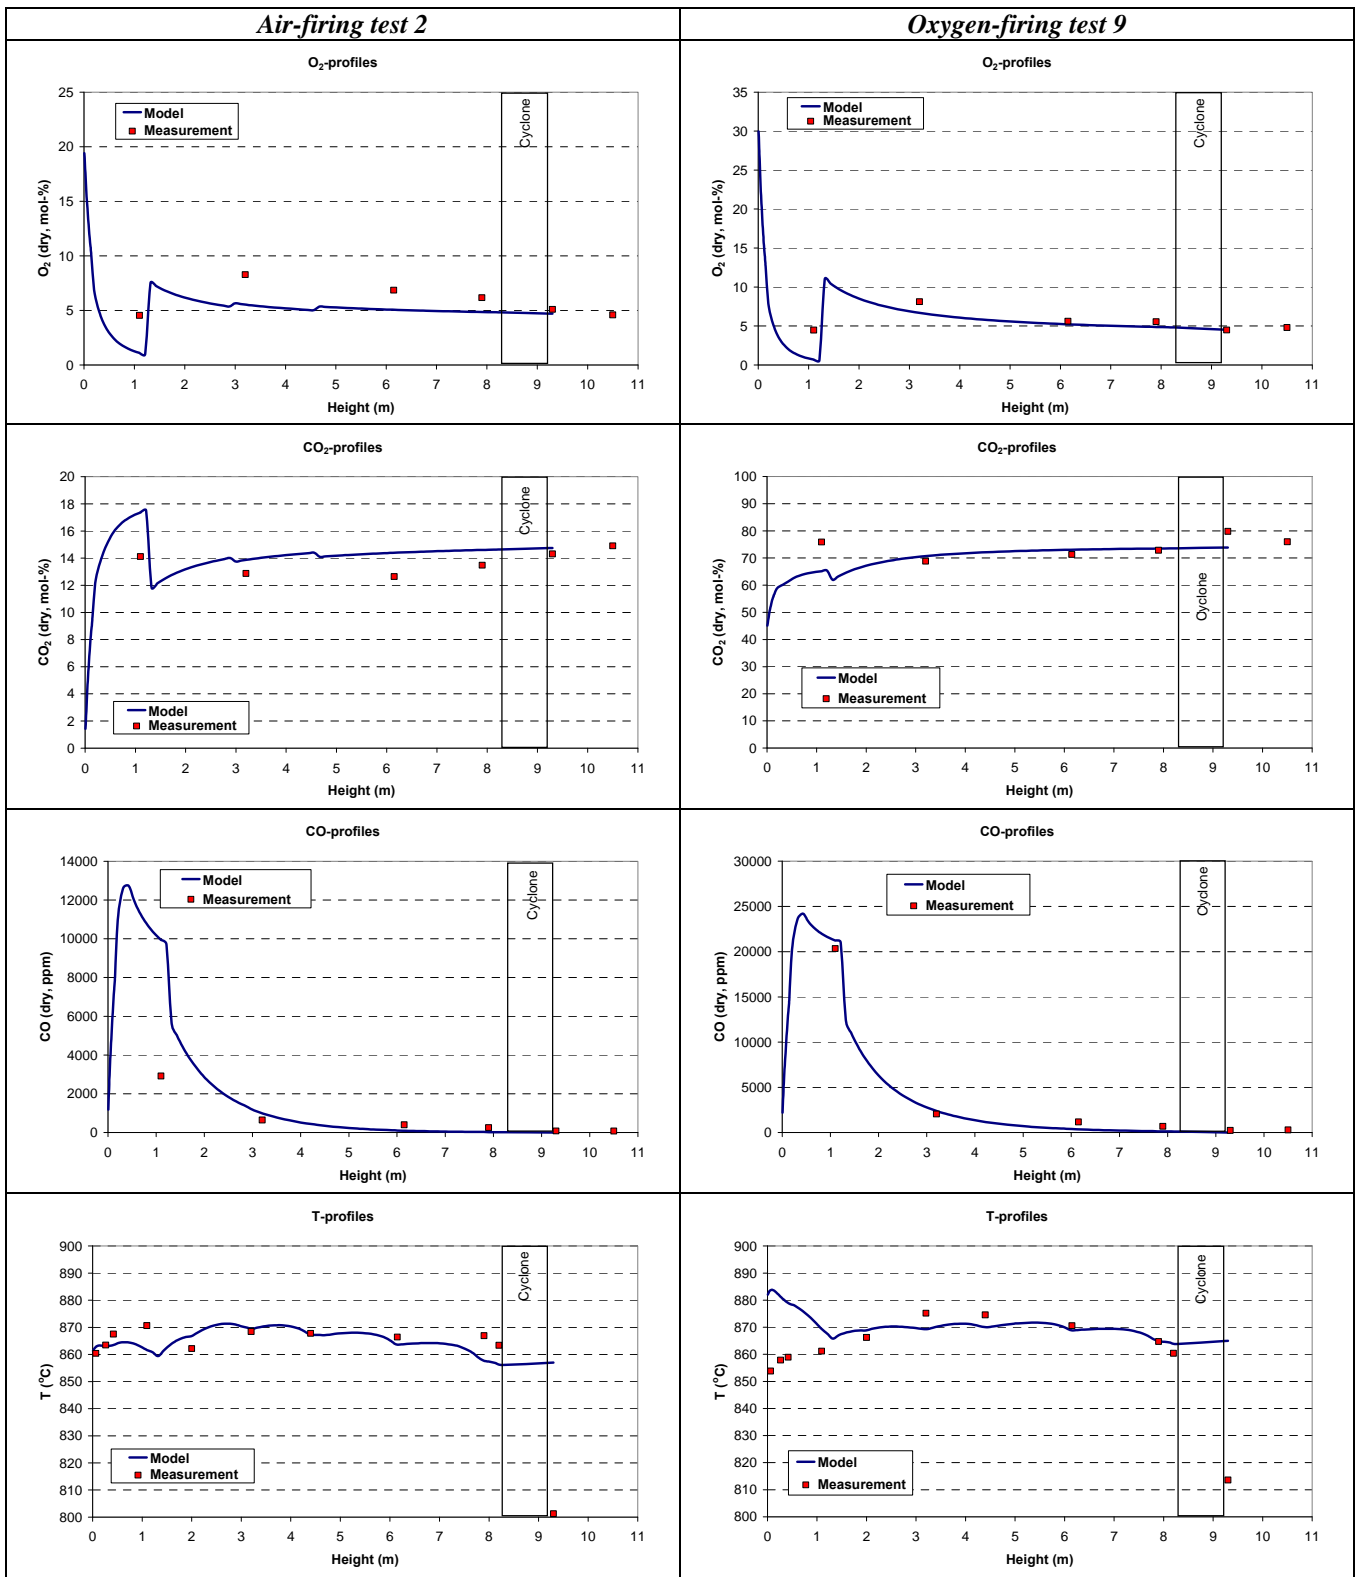 Air-firing test 2
Oxygen-firing test 9
O₂-profiles
O₂ (dry, mol-%)
25
20
15
10
5
0
Model
Measurement
Cyclone
0 1 2 3 4 5 6 7 8 9 10 11
Height (m)
O₂-profiles
O₂ (dry, mol-%)
35
30
25
20
15
10
5
0
Model
Measurement
Cyclone
0 1 2 3 4 5 6 7 8 9 10 11
Height (m)
CO₂-profiles
CO₂ (dry, mol-%)
20
18
16
14
12
10
8
6
4
2
0
Cyclone
Model
Measurement
0 1 2 3 4 5 6 7 8 9 10 11
Height (m)
CO₂-profiles
CO₂ (dry, mol-%)
100
90
80
70
60
50
40
30
20
10
0
Cyclone
Model
Measurement
0 1 2 3 4 5 6 7 8 9 10 11
Height (m)
CO-profiles
CO (dry, ppm)
14000
12000
10000
8000
6000
4000
2000
0
Model
Measurement
Cyclone
0 1 2 3 4 5 6 7 8 9 10 11
Height (m)
CO-profiles
CO (dry, ppm)
30000
25000
20000
15000
10000
5000
0
Model
Measurement
Cyclone
0 1 2 3 4 5 6 7 8 9 10 11
Height (m)
T-profiles
T (°C)
900
890
880
870
860
850
840
830
820
810
800
Cyclone
Model
Measurement
0 1 2 3 4 5 6 7 8 9 10 11
Height (m)
T-profiles
T (°C)
900
890
880
870
860
850
840
830
820
810
800
Cyclone
Model
Measurement
0 1 2 3 4 5 6 7 8 9 10 11
Height (m)